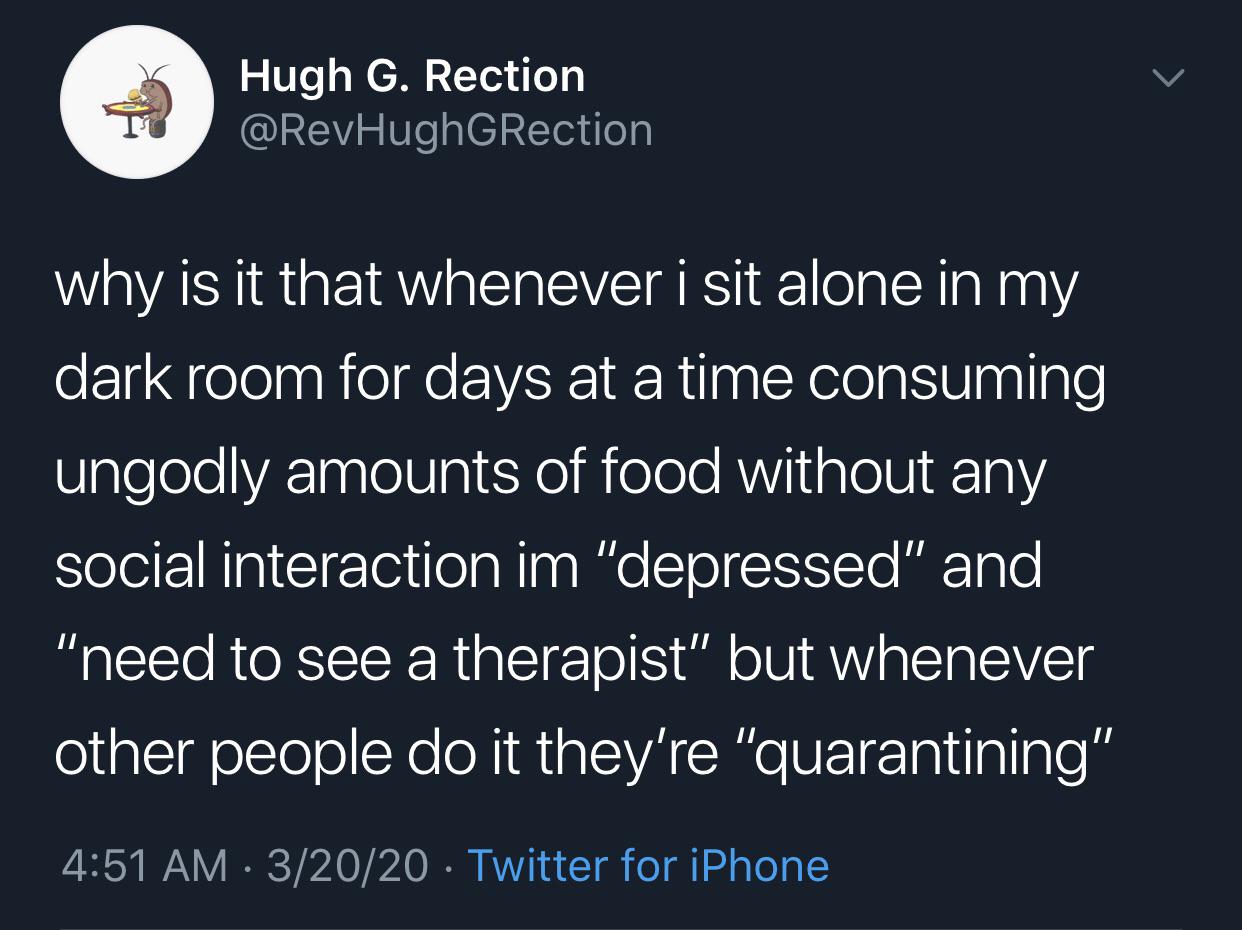 Hugh G. Rection
@RevHughGRection
why is it that whenever i sit alone in my
dark room for days at a time consuming
ungodly amounts of food without any
social interaction im “depressed” and
“need to see a therapist” but whenever
other people do it they’re “quarantining”
4:51 AM · 3/20/20 · Twitter for iPhone